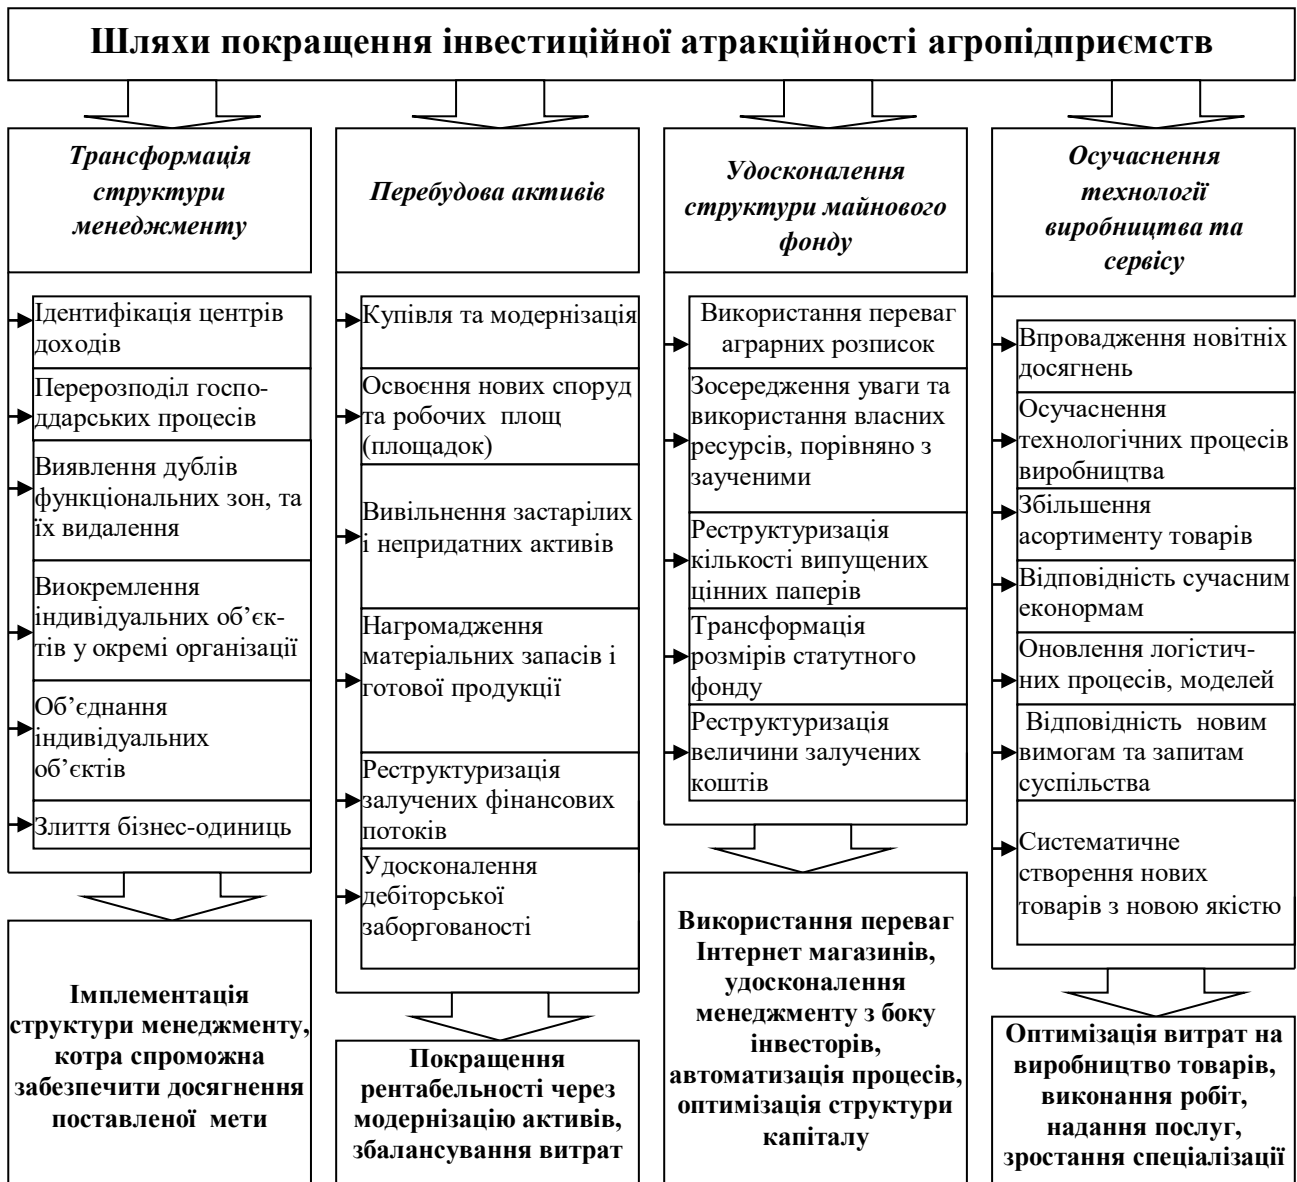 Шляхи покращення інвестиційної атракційності агропідприємств
Трансформація
структури
менеджменту
Ідентифікація центрів
доходів
Перерозподіл госпо-
ддарських процесів
Виявлення дублів
функціональних зон, та
їх видалення
Виокремлення
індивідуальних об’єк-
тів у окремі організації
Об’єднання
індивідуальних
об’єктів
Злиття бізнес-одиниць
Імплементація
структури менеджменту,
котра спроможна
забезпечити досягнення
поставленої мети
Перебудова активів
Купівля та модернізація
Освоєння нових споруд
та робочих площ
(площадок)
Вивільнення застарілих
і непридатних активів
Нагромадження
матеріальних запасів і
готової продукції
Реструктуризація
залучених фінансових
потоків
Удосконалення
дебіторської
заборгованості
Покращення
рентабельності через
модернізацію активів,
збалансування витрат
Удосконалення
структури майнового
фонду
Використання переваг
аграрних розписок
Зосередження уваги та
використання власних
ресурсів, порівняно з
заученими
Реструктуризація
кількості випущених
цінних паперів
Трансформація
розмірів статутного
фонду
Реструктуризація
величини залучених
коштів
Використання переваг
Інтернет магазинів,
удосконалення
менеджменту з боку
інвесторів,
автоматизація процесів,
оптимізація структури
капіталу
Осучаснення
технології
виробництва та
сервісу
Впровадження новітніх
досягнень
Осучаснення
технологічних процесів
виробництва
Збільшення
асортименту товарів
Відповідність сучасним
еконормам
Оновлення логістич-
них процесів, моделей
Відповідність новим
вимогам та запитам
суспільства
Систематичне
створення нових
товарів з новою якістю
Оптимізація витрат на
виробництво товарів,
виконання робіт,
надання послуг,
зростання спеціалізації